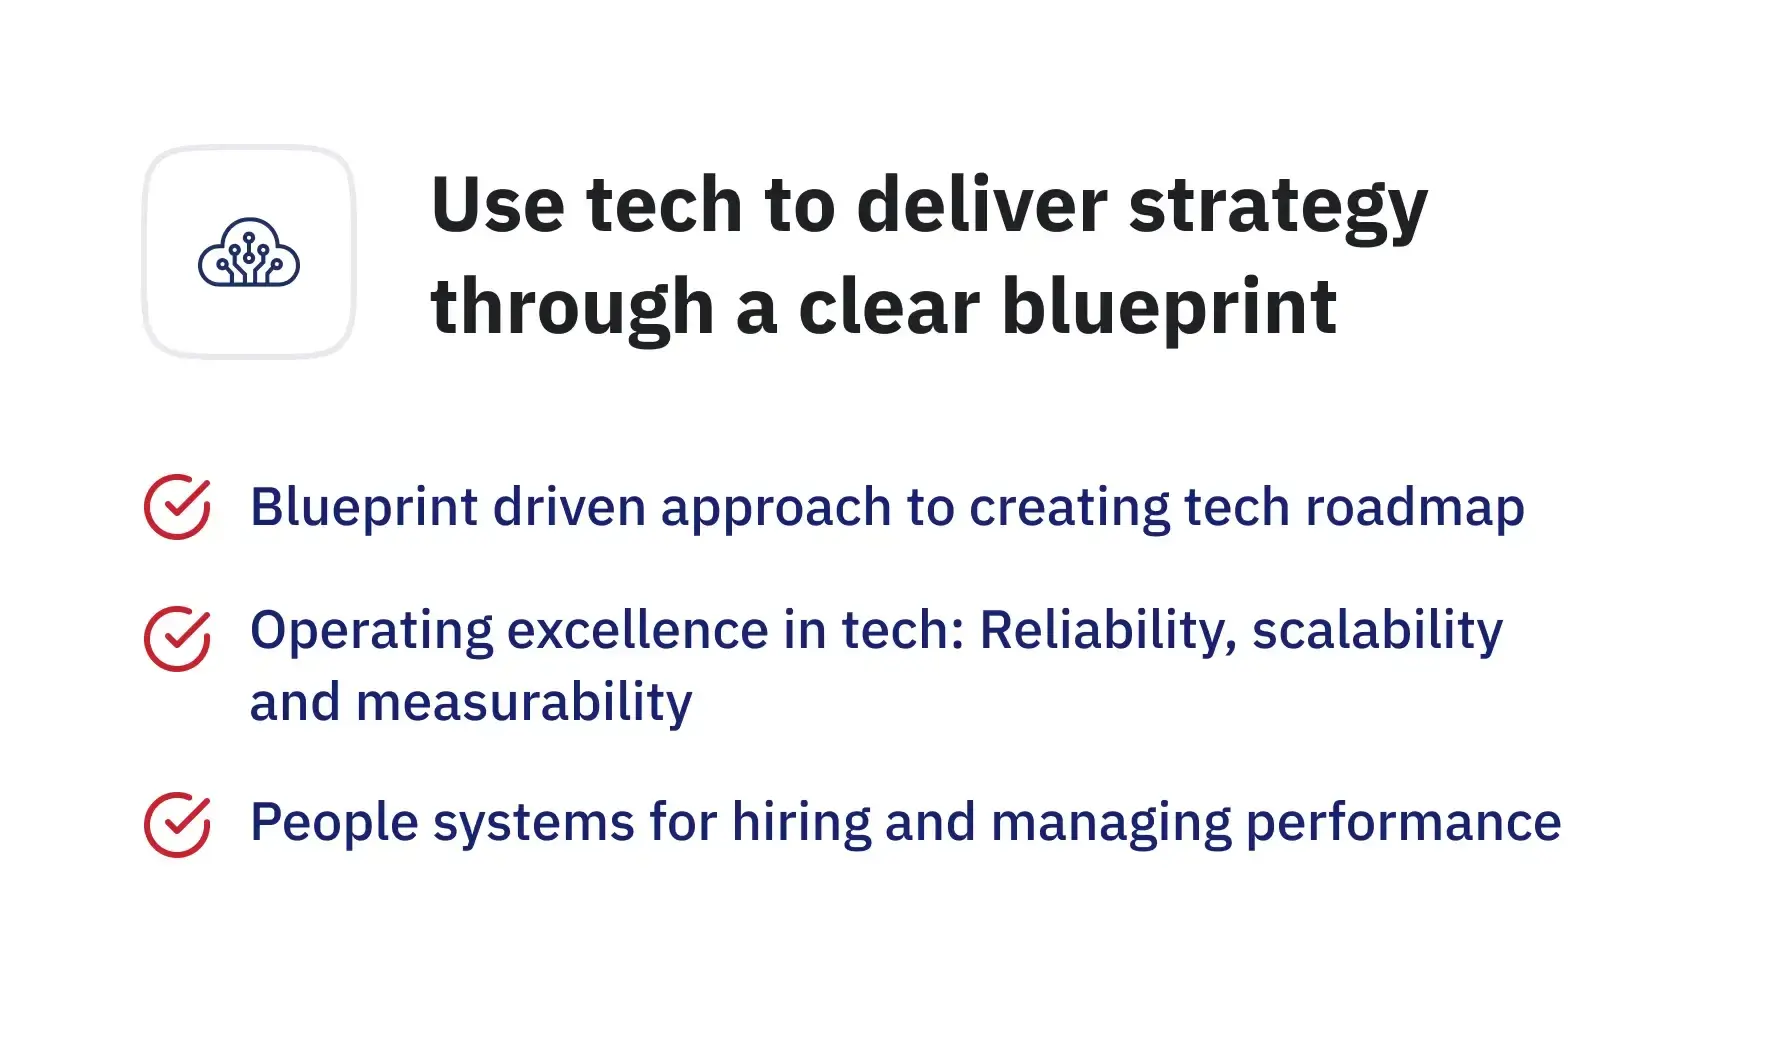 Use tech to deliver strategy
through a clear blueprint
Blueprint driven approach to creating tech roadmap
Operating excellence in tech: Reliability, scalability
and measurability
People systems for hiring and managing performance